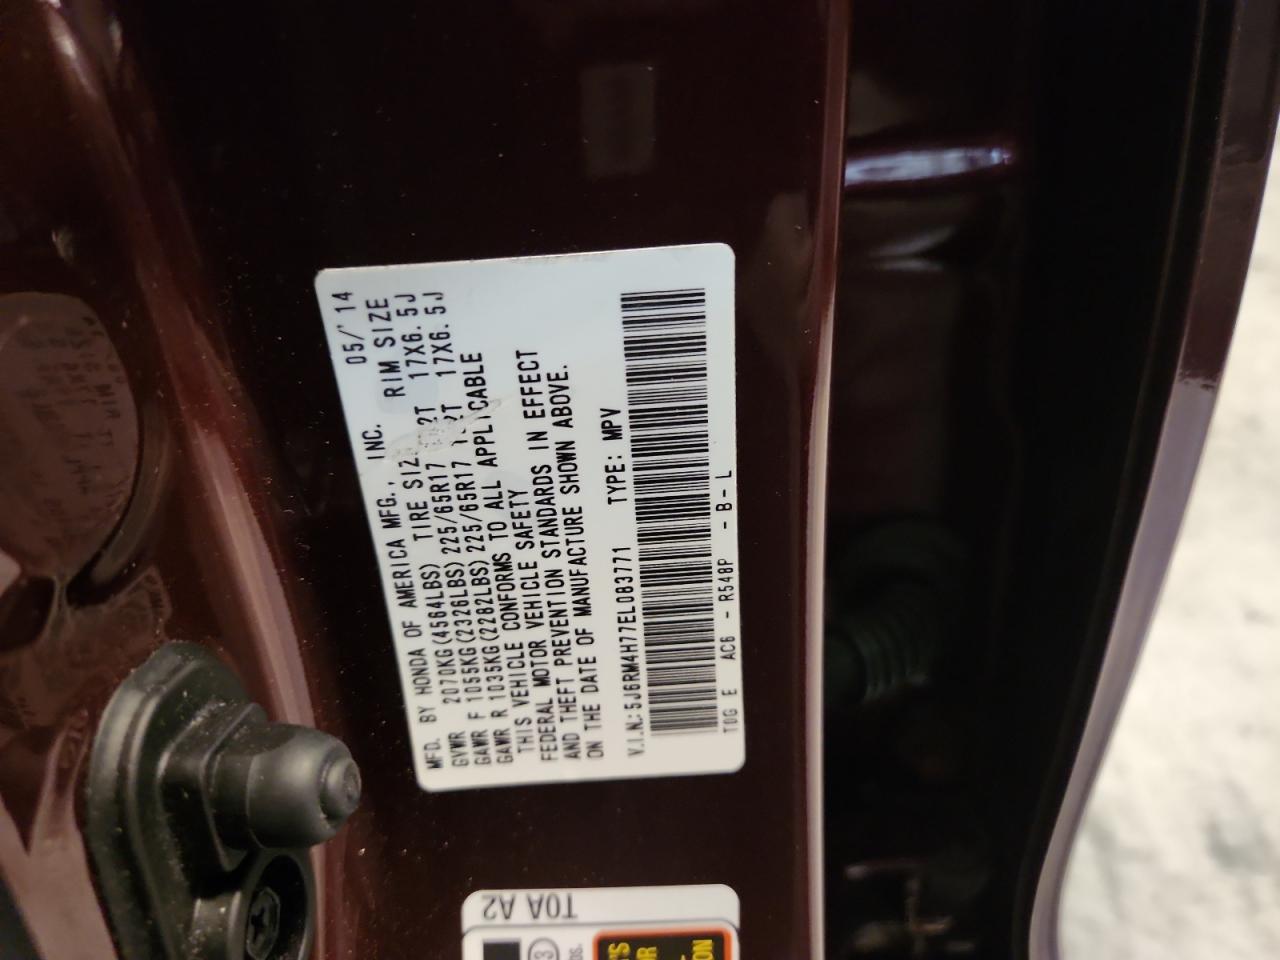 MFD. BY HONDA OF AMERICA MFG., INC. 05/'14
GVWR 2070KG(4564LBS) TIRE SIZE RIM SIZE
GAWR F 1055KG(2326LBS) 225/65R17 102T 17X6.5J
GAWR R 1035KG(2282LBS) 225/65R17 102T 17X6.5J
THIS VEHICLE CONFORMS TO ALL APPLICABLE
FEDERAL MOTOR VEHICLE SAFETY
AND THEFT PREVENTION STANDARDS IN EFFECT
ON THE DATE OF MANUFACTURE SHOWN ABOVE.
V.I.N.: 5J6RM4H77EL083771 TYPE: MPV
T0G E AC6 - R548P - B - L
T0A A2